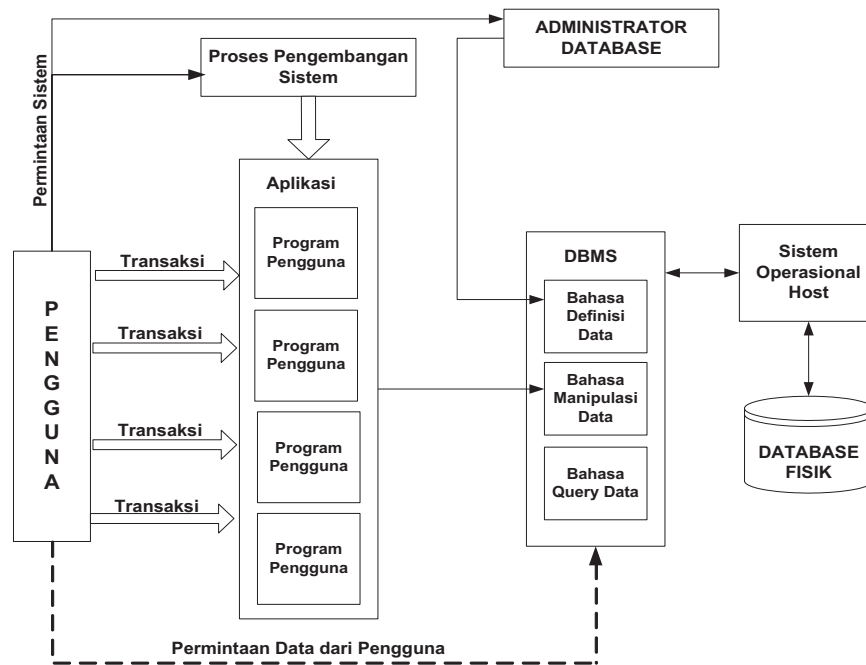 ADMINISTRATOR
DATABASE
Proses Pengembangan
Sistem
Permintaan Sistem
Aplikasi
Program
Pengguna
Program
Pengguna
Program
Pengguna
Program
Pengguna
Transaksi
Transaksi
Transaksi
Transaksi
PENGGUNA
DBMS
Bahasa
Definisi
Data
Bahasa
Manipulasi
Data
Bahasa
Query Data
Sistem
Operasional
Host
DATABASE
FISIK
Permintaan Data dari Pengguna